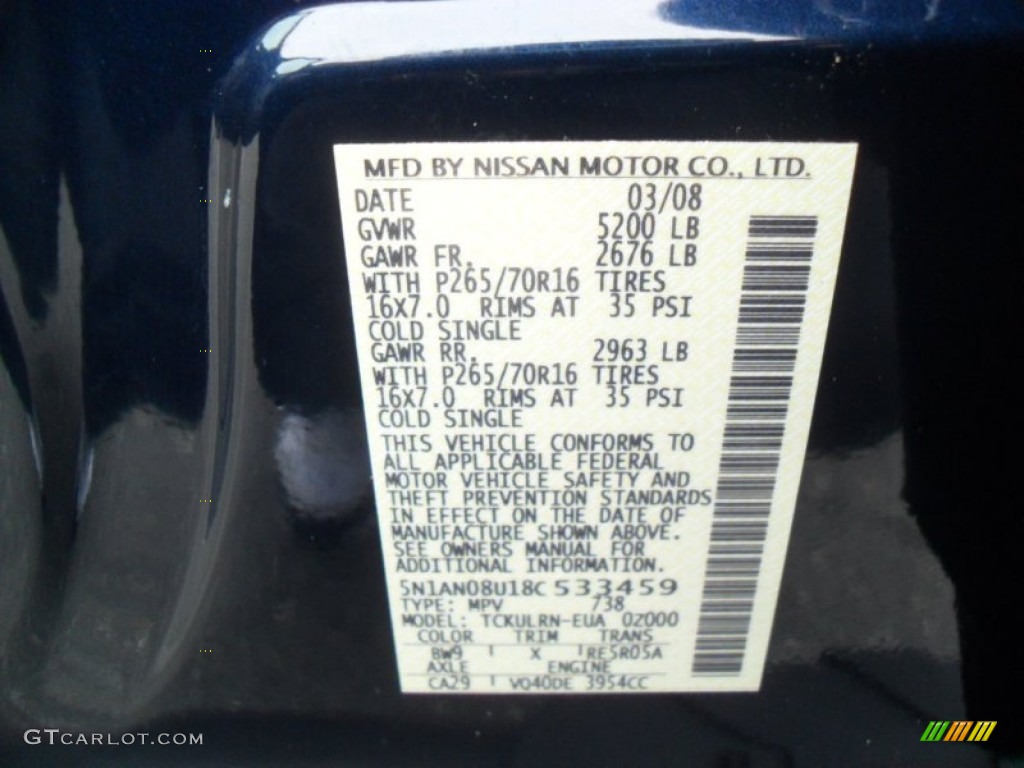 MFD BY NISSAN MOTOR CO., LTD.
DATE 03/08
GVWR 5200 LB
GAWR FR. 2676 LB
WITH P265/70R16 TIRES
16X7.0 RIMS AT 35 PSI
COLD SINGLE
GAWR RR. 2963 LB
WITH P265/70R16 TIRES
16X7.0 RIMS AT 35 PSI
COLD SINGLE
THIS VEHICLE CONFORMS TO
ALL APPLICABLE FEDERAL
MOTOR VEHICLE SAFETY AND
THEFT PREVENTION STANDARDS
IN EFFECT ON THE DATE OF
MANUFACTURE SHOWN ABOVE.
SEE OWNERS MANUAL FOR
ADDITIONAL INFORMATION.
5N1AN08U18C533459
TYPE: MPV 738
MODEL: TCKULRN-EUA 0Z000
COLOR TRIM TRANS
BW9 X RE5R05A
AXLE ENGINE
CA29 VQ40DE 3954CC
GTCARLOT.COM